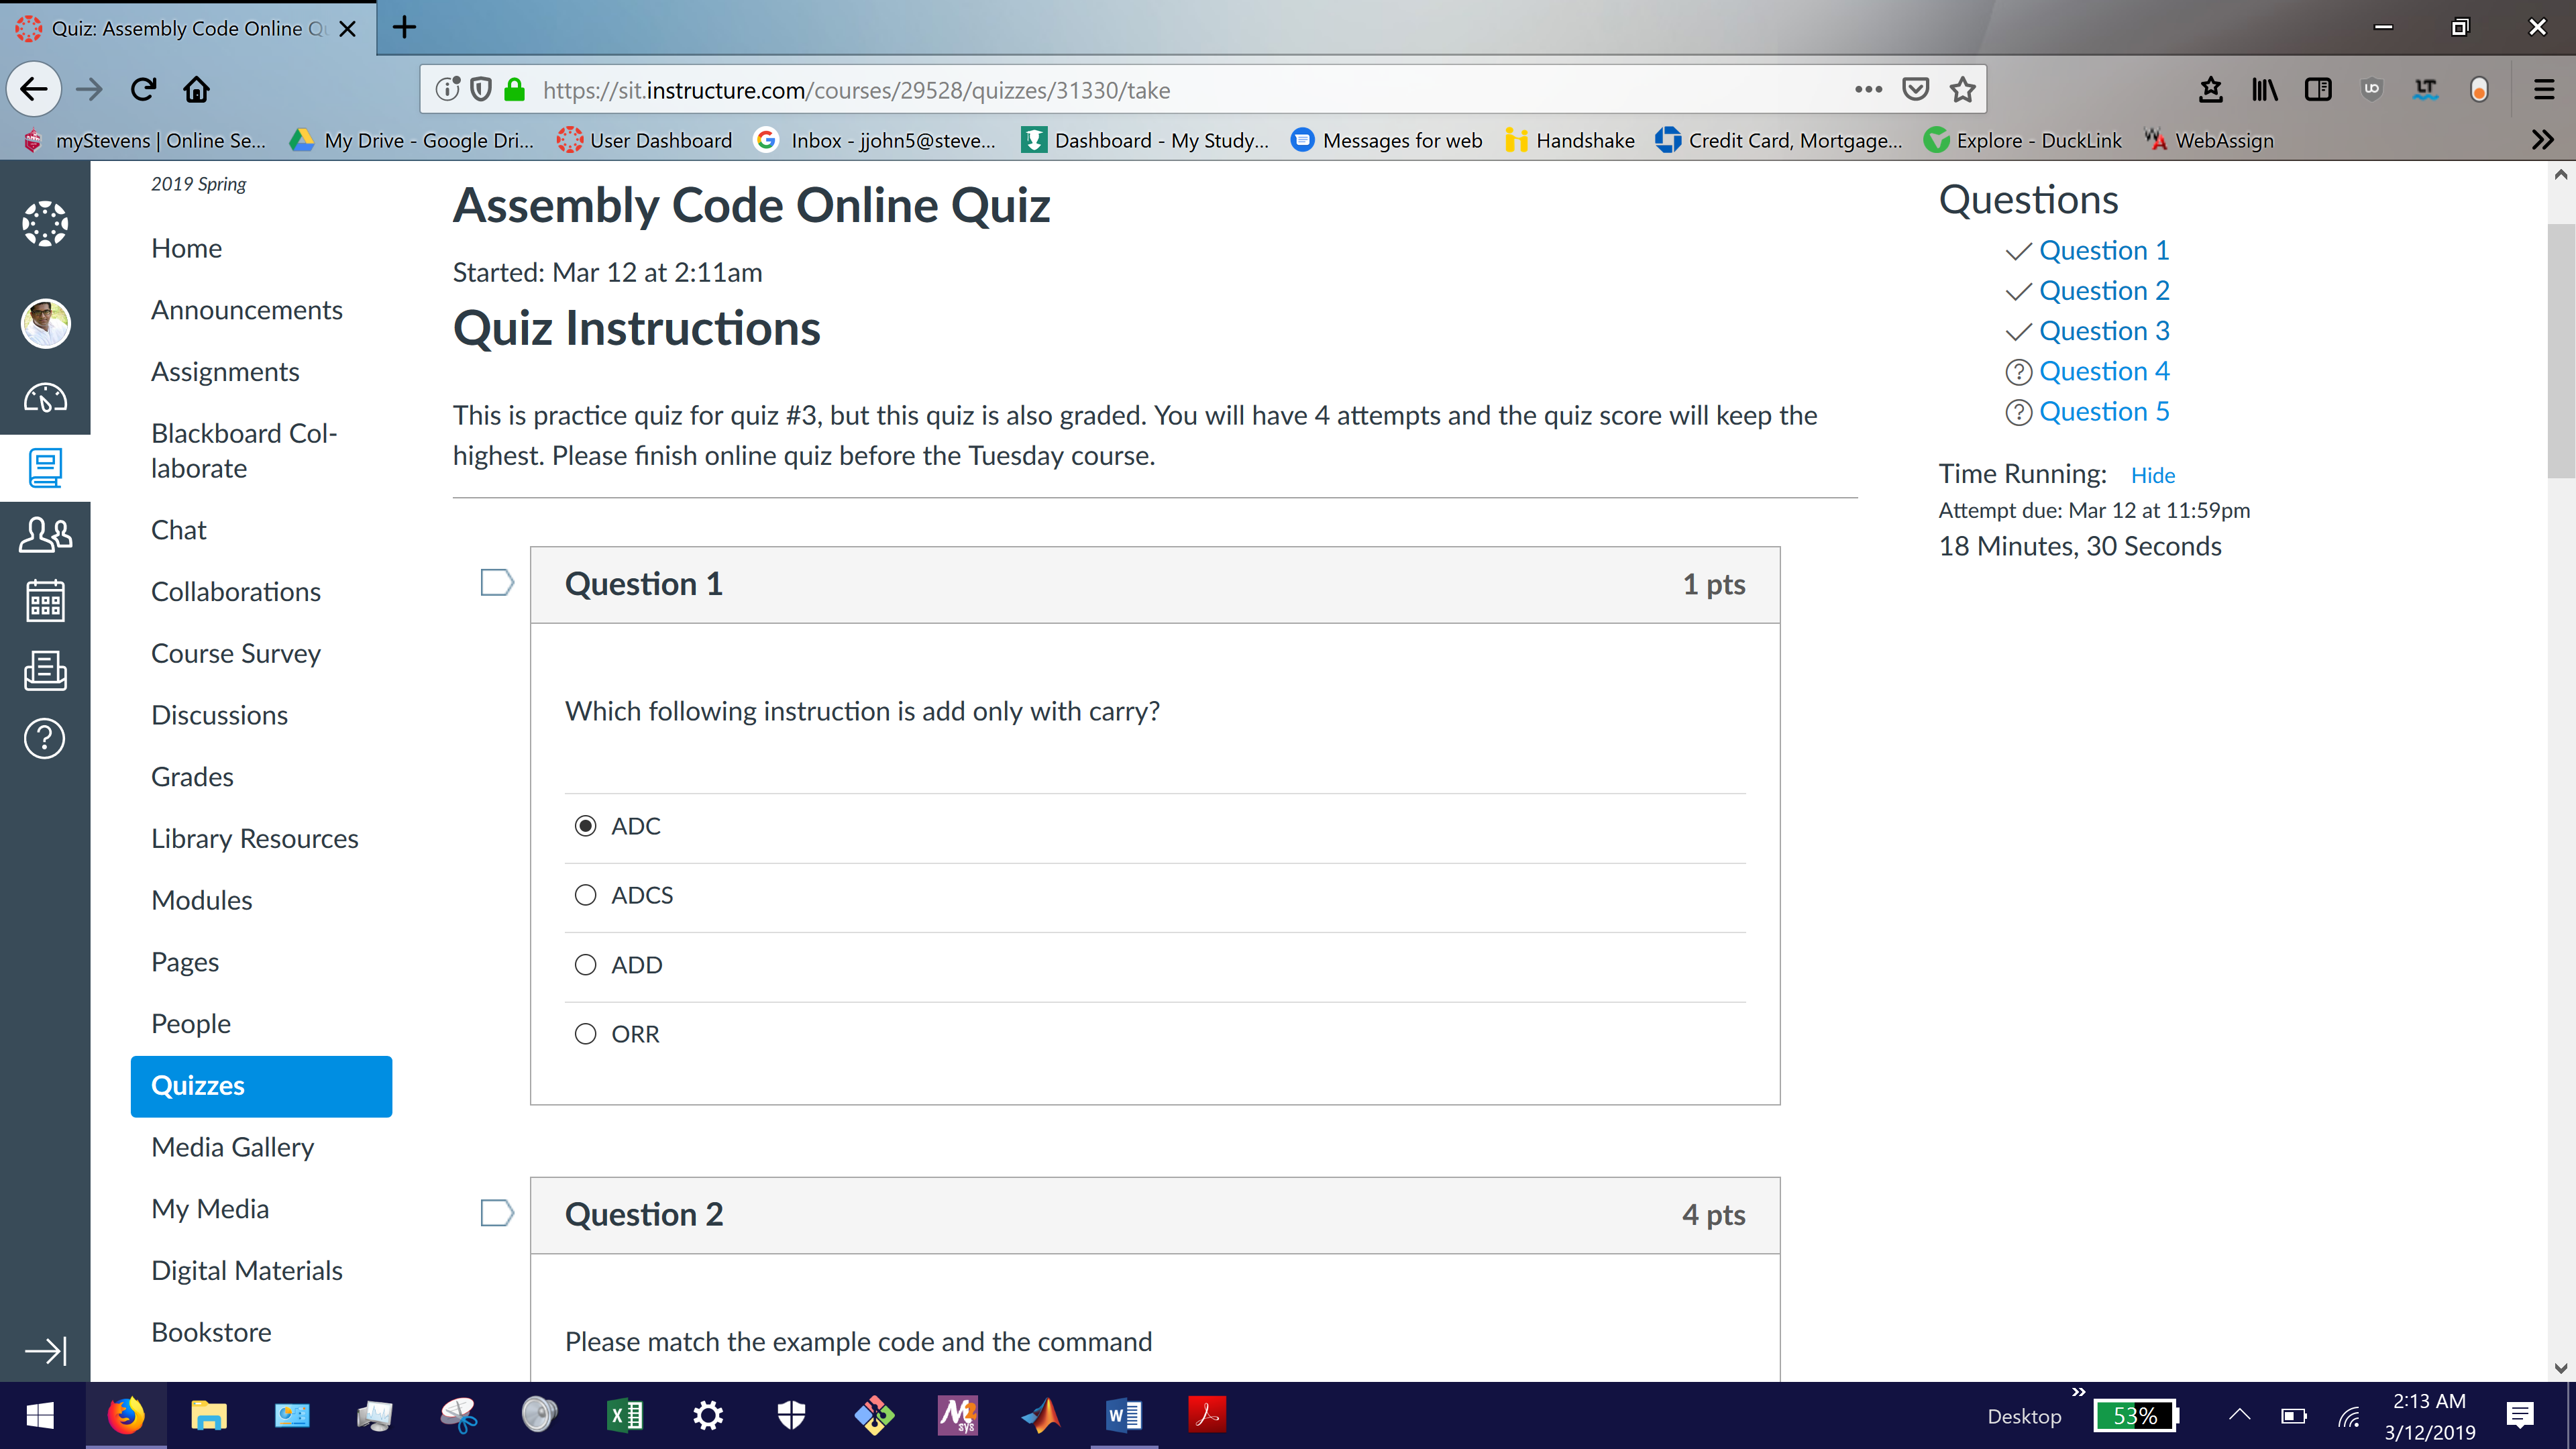 Quiz: Assembly Code Online Qu
https://sit.instructure.com/courses/29528/quizzes/31330/take
myStevens | Online Se... My Drive - Google Dri... User Dashboard Inbox - jjohn5@steve... Dashboard - My Study... Messages for web Handshake Credit Card, Mortgage... Explore - DuckLink WebAssign
2019 Spring
Home
Announcements
Assignments
Blackboard Col-
laborate
Chat
Collaborations
Course Survey
Discussions
Grades
Library Resources
Modules
Pages
People
Quizzes
Media Gallery
My Media
Digital Materials
Bookstore
Assembly Code Online Quiz
Started: Mar 12 at 2:11am
Quiz Instructions
This is practice quiz for quiz #3, but this quiz is also graded. You will have 4 attempts and the quiz score will keep the
highest. Please finish online quiz before the Tuesday course.
Question 1 1 pts
Which following instruction is add only with carry?
ADC
ADCS
ADD
ORR
Question 2 4 pts
Please match the example code and the command
Questions
Question 1
Question 2
Question 3
Question 4
Question 5
Time Running: Hide
Attempt due: Mar 12 at 11:59pm
18 Minutes, 30 Seconds
Desktop
53%
2:13 AM
3/12/2019